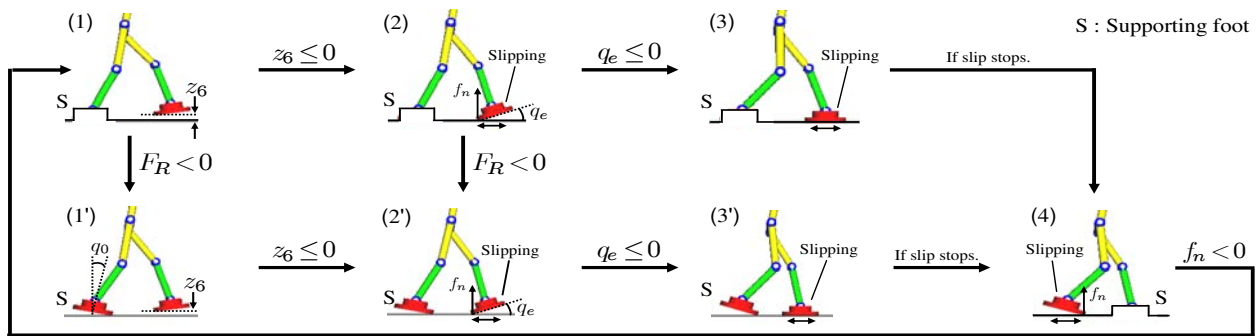 (1)
S
z₆
z₆ ≤ 0
(2)
S
Slipping
fₙ
qₑ
qₑ ≤ 0
(3)
S
Slipping
If slip stops.
S : Supporting foot
F_R < 0
F_R < 0
(1')
q₀
S
z₆
z₆ ≤ 0
(2')
S
Slipping
fₙ
qₑ
qₑ ≤ 0
(3')
S
Slipping
If slip stops.
(4)
Slipping
fₙ
S
fₙ < 0